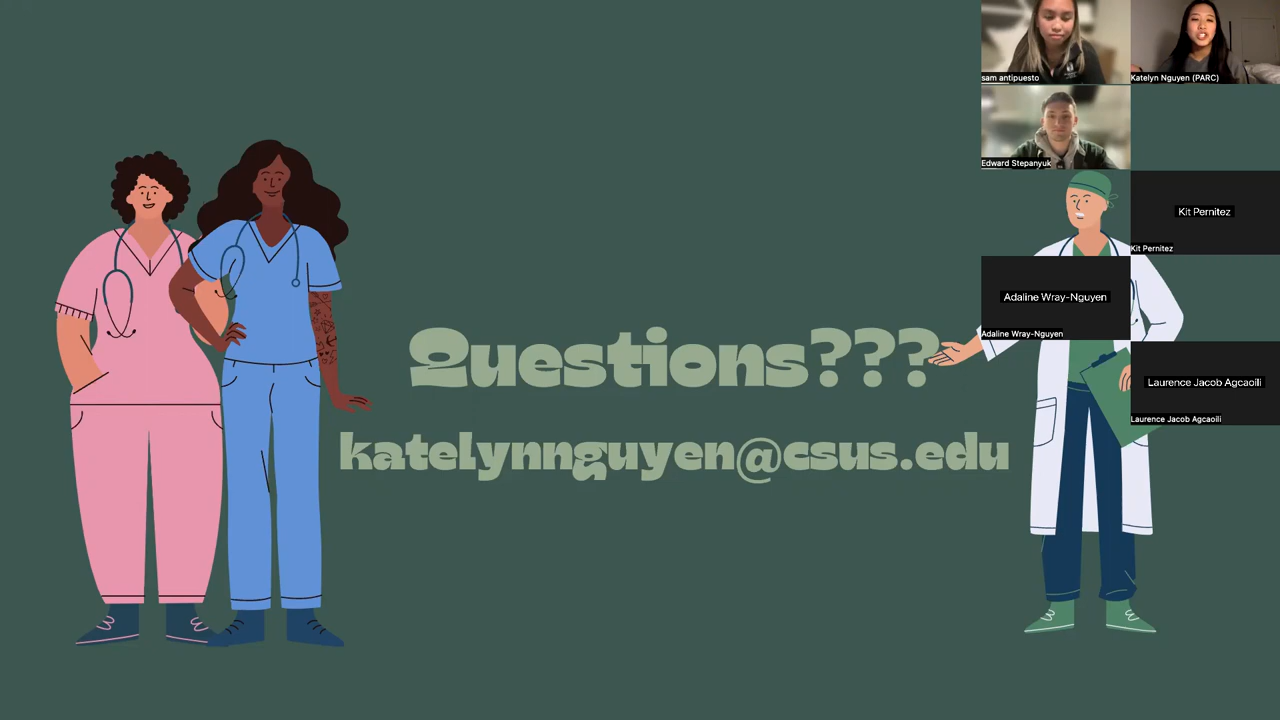 sam antipuesto
Katelyn Nguyen (PARC)
Edward Stepanyuk
Kit Pernitez
Kit Pernitez
Adaline Wray-Nguyen
Adaline Wray-Nguyen
Laurence Jacob Agcaoili
Laurence Jacob Agcaoili
Questions???
katelynnguyen@csus.edu